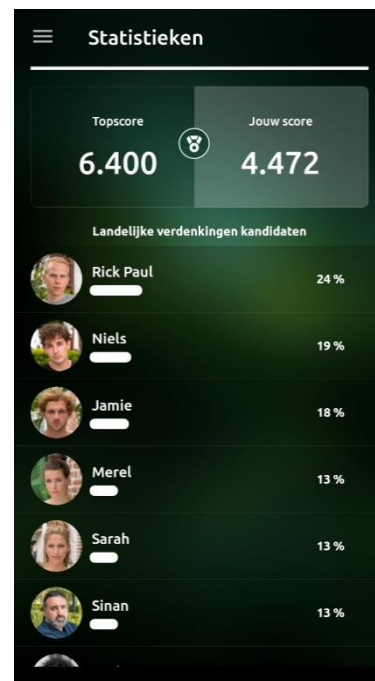 Statistieken
Topscore
Jouw score
6.400
4.472
Landelijke verdenkingen kandidaten
Rick Paul
24 %
Niels
19 %
Jamie
18 %
Merel
13 %
Sarah
13 %
Sinan
13 %